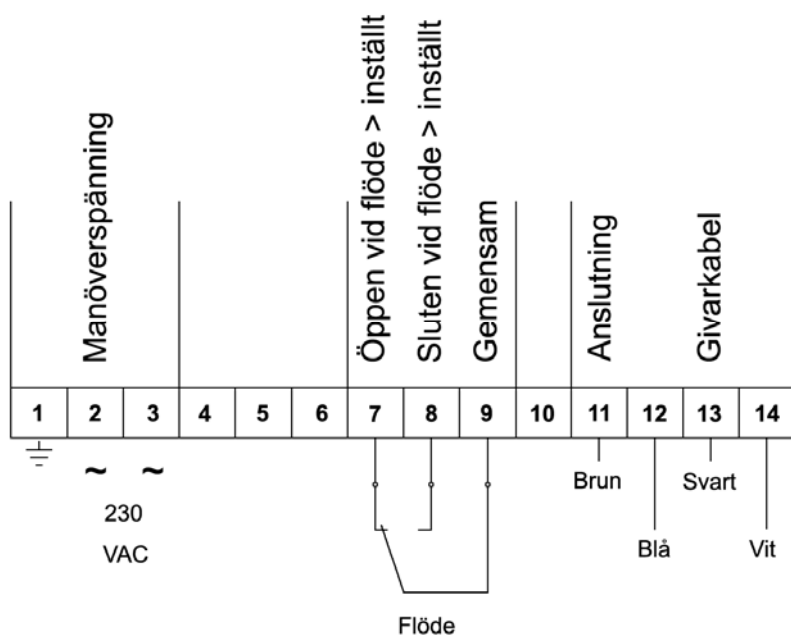 Manöverspänning
Öppen vid flöde > inställt
Sluten vid flöde > inställt
Gemensam
Anslutning
Givarkabel
1 2 3 4 5 6 7 8 9 10 11 12 13 14
~ ~
230
VAC
Brun
Svart
Blå
Vit
Flöde